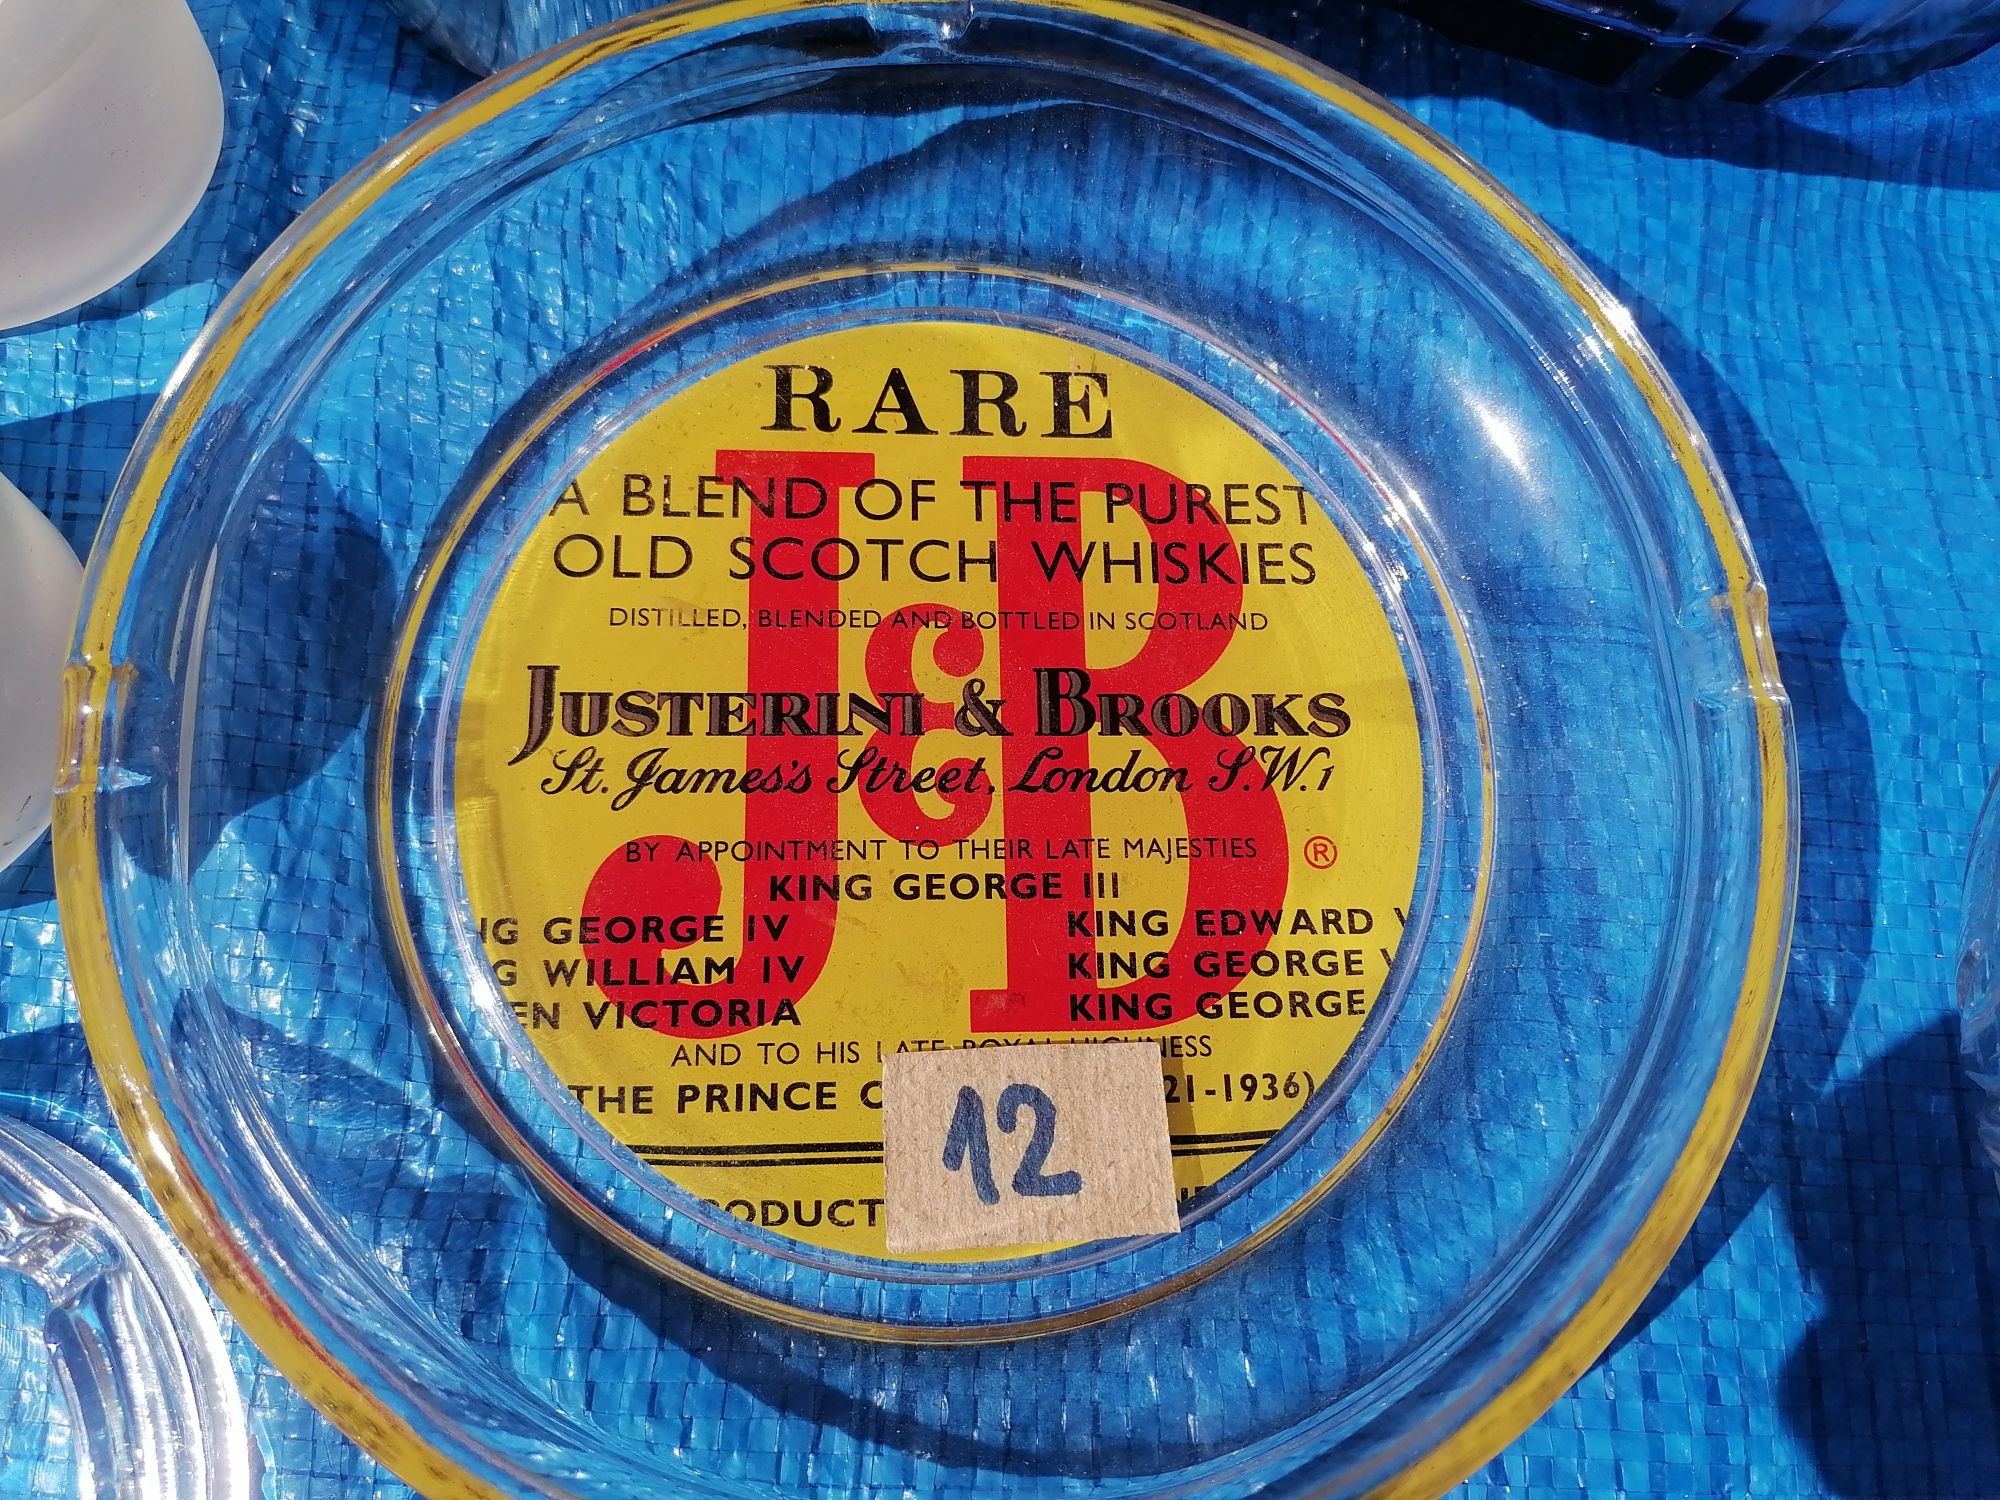 RARE
J&B
A BLEND OF THE PUREST
OLD SCOTCH WHISKIES
DISTILLED, BLENDED AND BOTTLED IN SCOTLAND
JUSTERINI & BROOKS
St. James's Street, London S.W.1
BY APPOINTMENT TO THEIR LATE MAJESTIES ®
KING GEORGE III
GEORGE IV KING EDWARD
WILLIAM IV KING GEORGE
VICTORIA KING GEORGE
AND TO HIS LATE ROYAL HIGHNESS
THE PRINCE 21-1936)
12